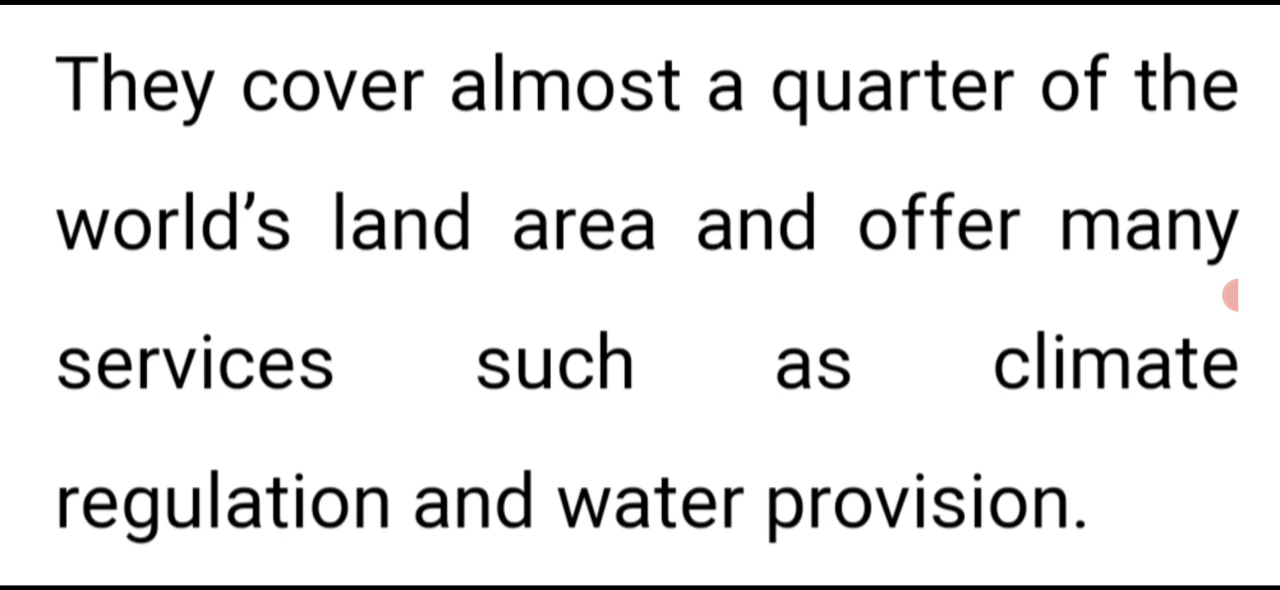 They cover almost a quarter of the
world’s land area and offer many
services such as climate
regulation and water provision.